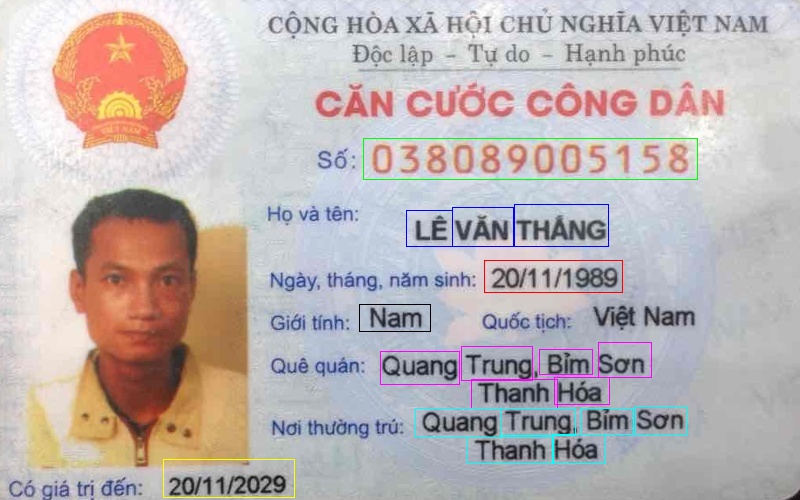 CỘNG HÒA XÃ HỘI CHỦ NGHĨA VIỆT NAM
Độc lập - Tự do - Hạnh phúc
CĂN CƯỚC CÔNG DÂN
Số: 038089005158
Họ và tên: LÊ VĂN THẮNG
Ngày, tháng, năm sinh: 20/11/1989
Giới tính: Nam Quốc tịch: Việt Nam
Quê quán: Quang Trung, Bỉm Sơn
Thanh Hóa
Nơi thường trú: Quang Trung, Bỉm Sơn
Thanh Hóa
Có giá trị đến: 20/11/2029